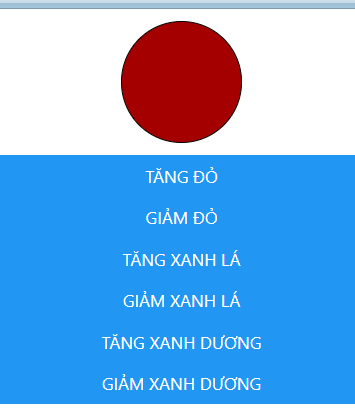 TĂNG ĐỎ
GIẢM ĐỎ
TĂNG XANH LÁ
GIẢM XANH LÁ
TĂNG XANH DƯƠNG
GIẢM XANH DƯƠNG